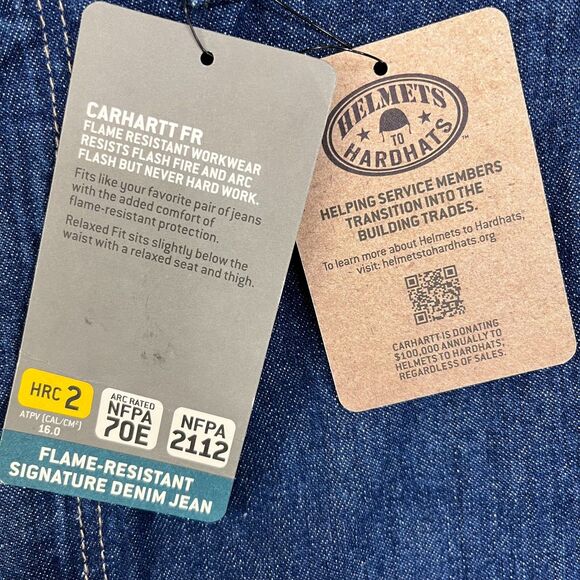 CARHARTT FR
FLAME RESISTANT WORKWEAR
RESISTS FLASH FIRE AND ARC
FLASH BUT NEVER HARD WORK.
Fits like your favorite pair of jeans
with the added comfort of
flame-resistant protection.
Relaxed Fit sits slightly below the
waist with a relaxed seat and thigh.
HRC 2
ATPV (CAL/CM²)
16.0
ARC RATED
NFPA
70E
NFPA
2112
FLAME-RESISTANT
SIGNATURE DENIM JEAN
HELMETS
TO
HARDHATS
™
HELPING SERVICE MEMBERS
TRANSITION INTO THE
BUILDING TRADES.
To learn more about Helmets to Hardhats,
visit: helmetstohardhats.org
CARHARTT IS DONATING
$100,000 ANNUALLY TO
HELMETS TO HARDHATS,
REGARDLESS OF SALES.